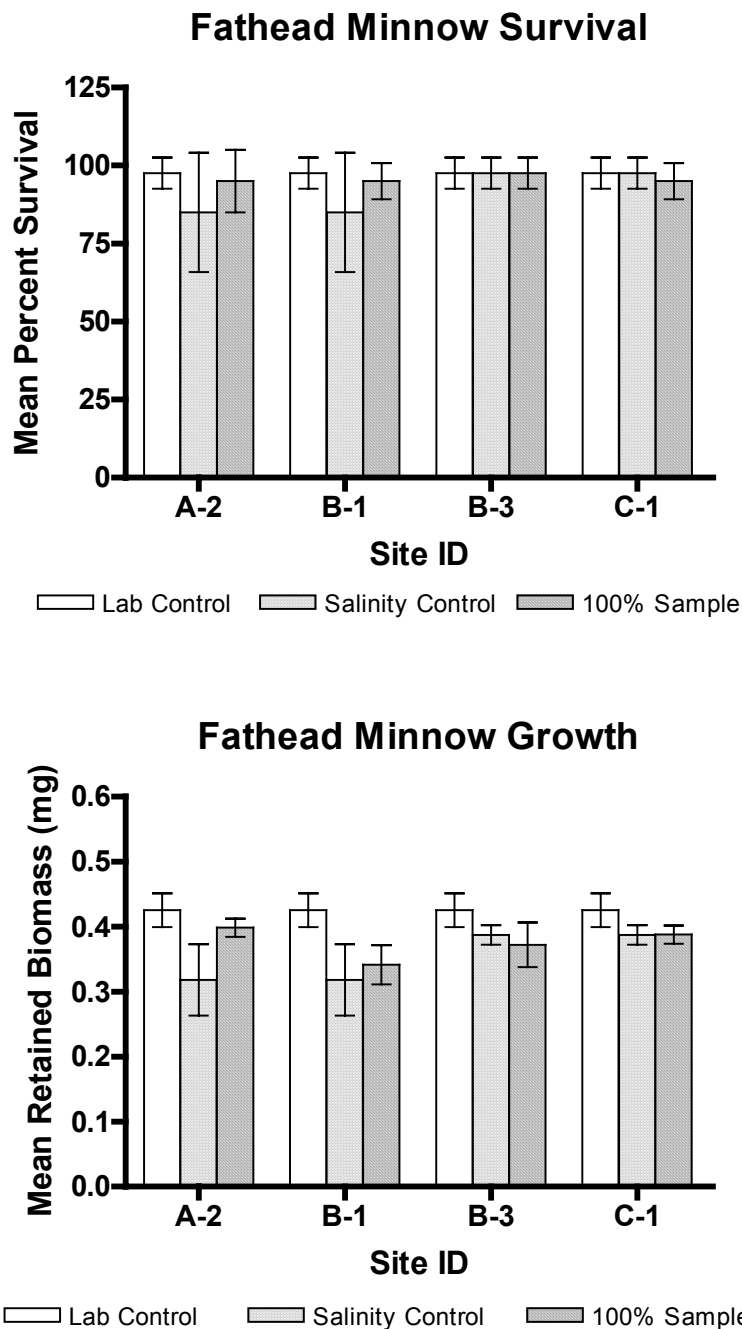 Fathead Minnow Survival
Mean Percent Survival
125
100
75
50
25
0
A-2 B-1 B-3 C-1
Site ID
Lab Control Salinity Control 100% Sample
Fathead Minnow Growth
Mean Retained Biomass (mg)
0.6
0.5
0.4
0.3
0.2
0.1
0.0
A-2 B-1 B-3 C-1
Site ID
Lab Control Salinity Control 100% Sample